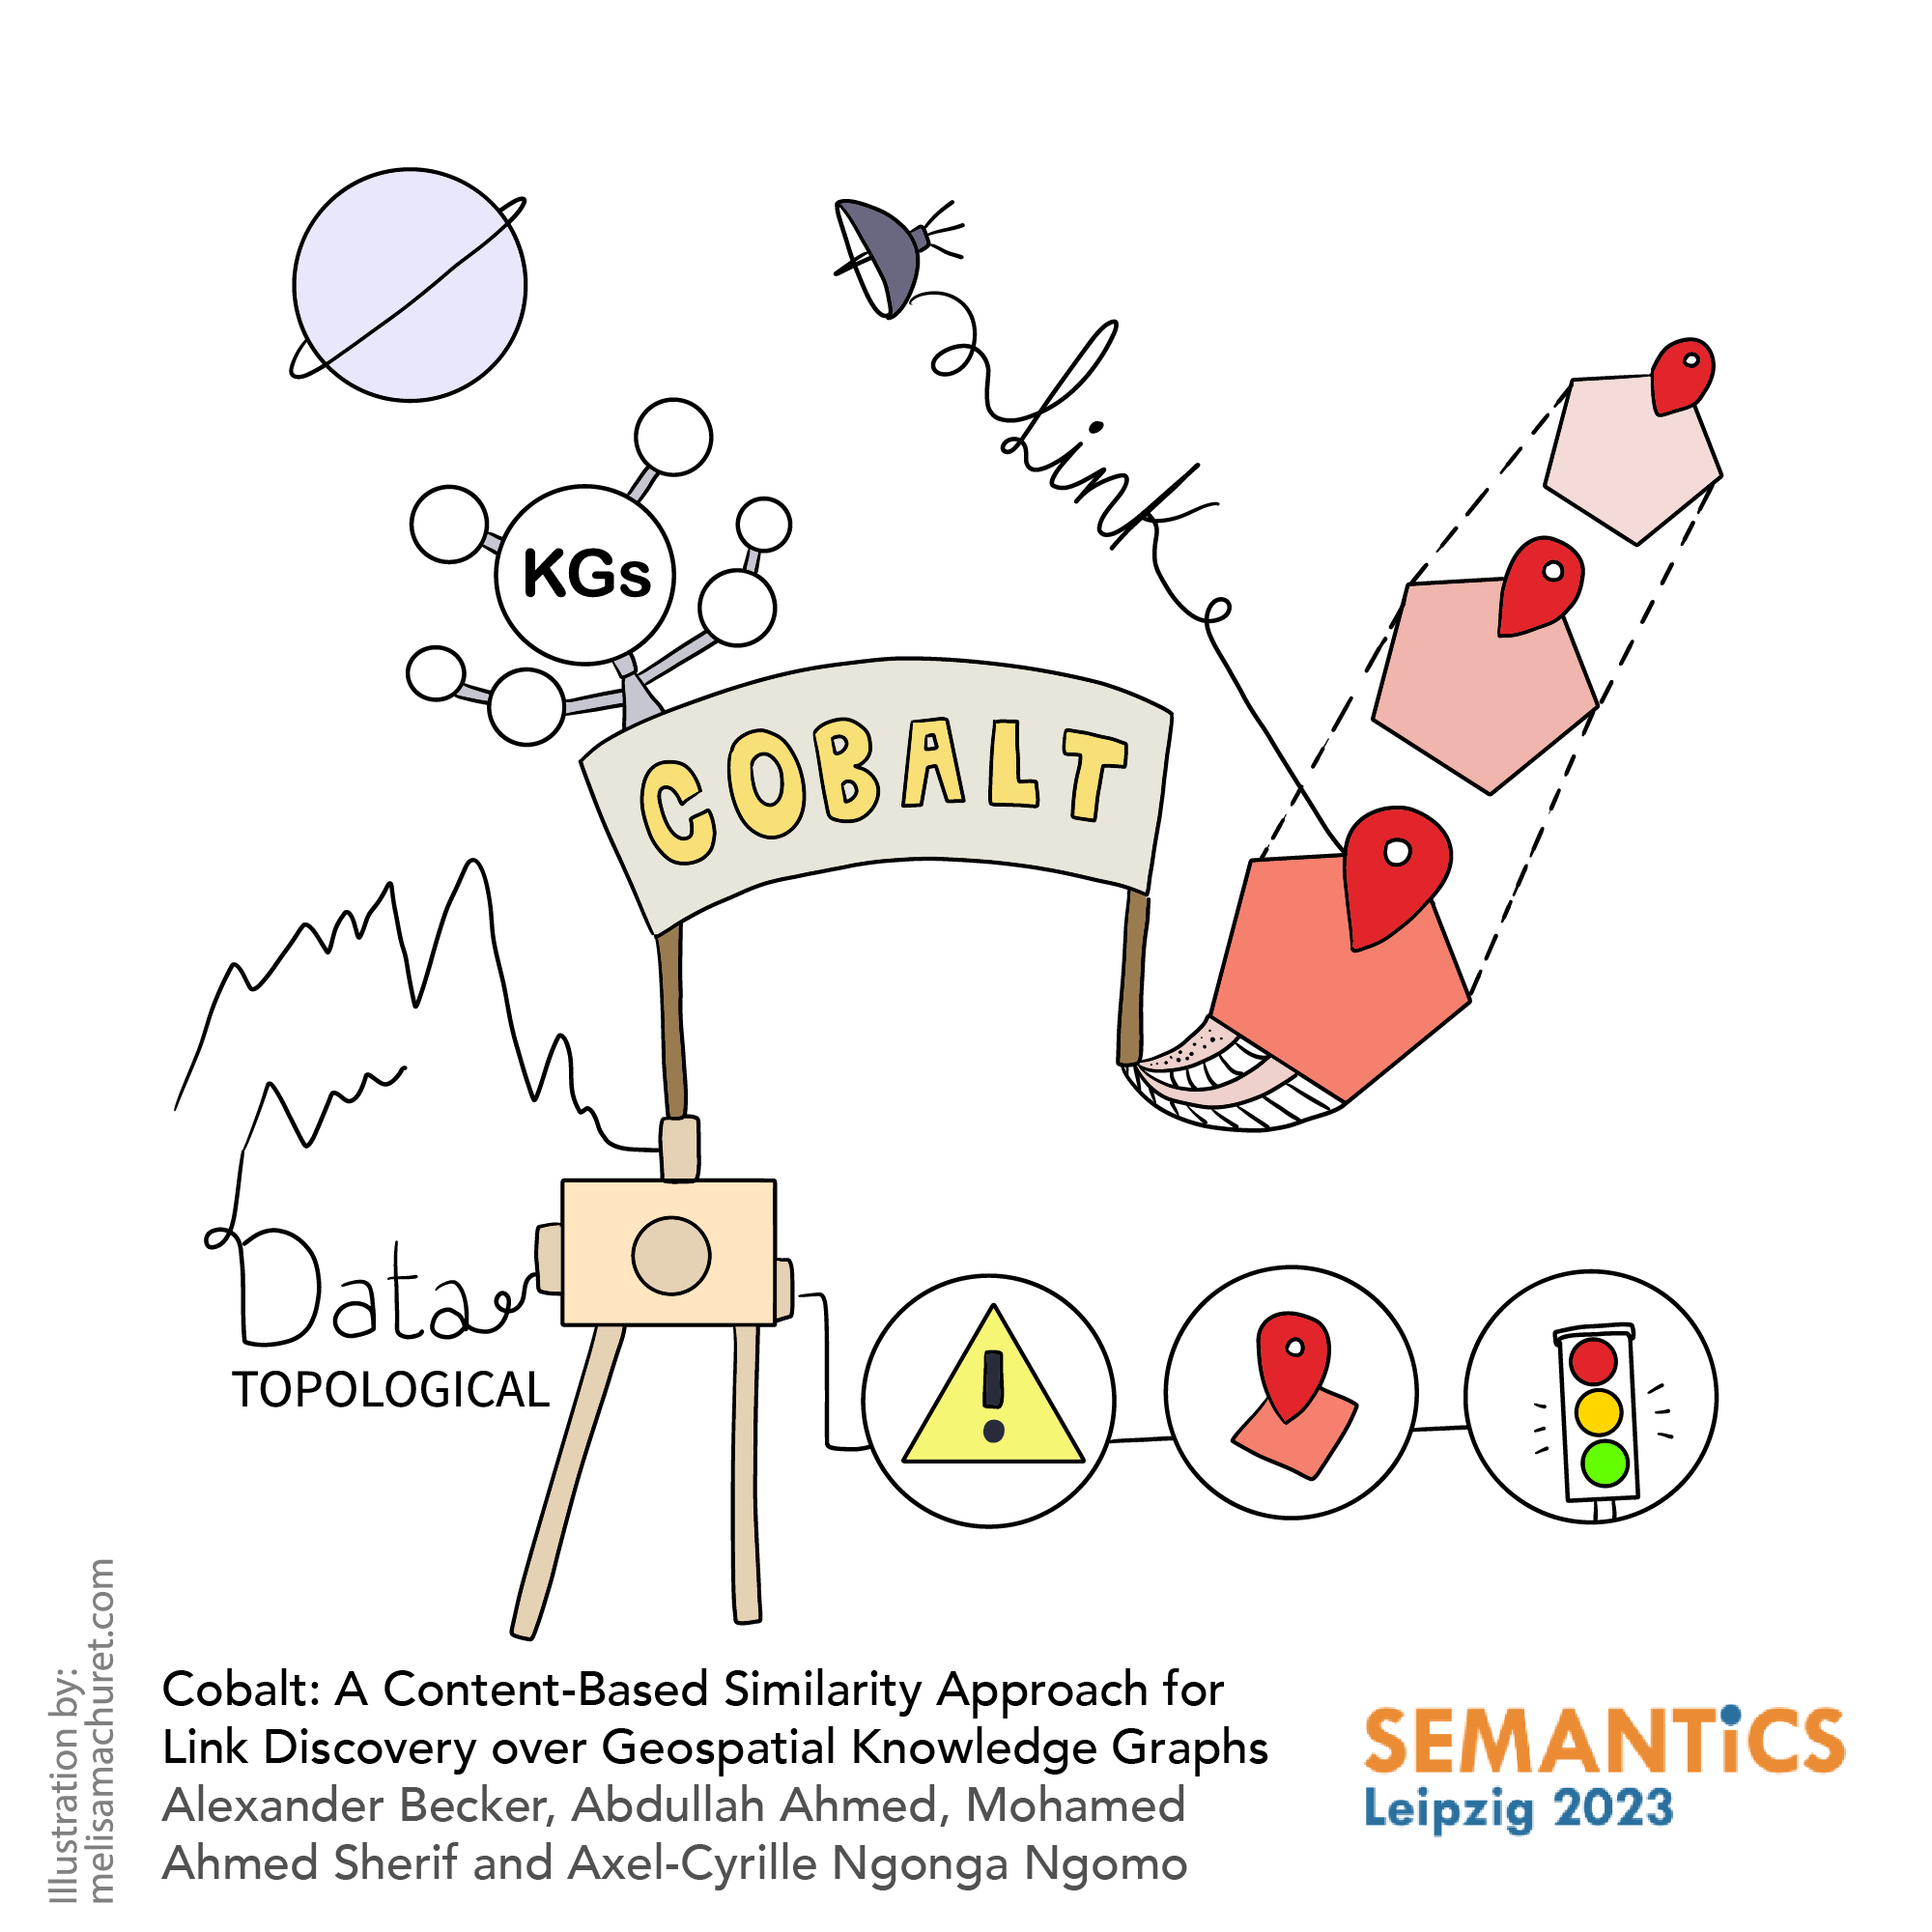 link
KGs
COBALT
Data
TOPOLOGICAL
Cobalt: A Content-Based Similarity Approach for
Link Discovery over Geospatial Knowledge Graphs
Alexander Becker, Abdullah Ahmed, Mohamed
Ahmed Sherif and Axel-Cyrille Ngonga Ngomo
SEMANTiCS
Leipzig 2023
Illustration by:
melisamachuret.com